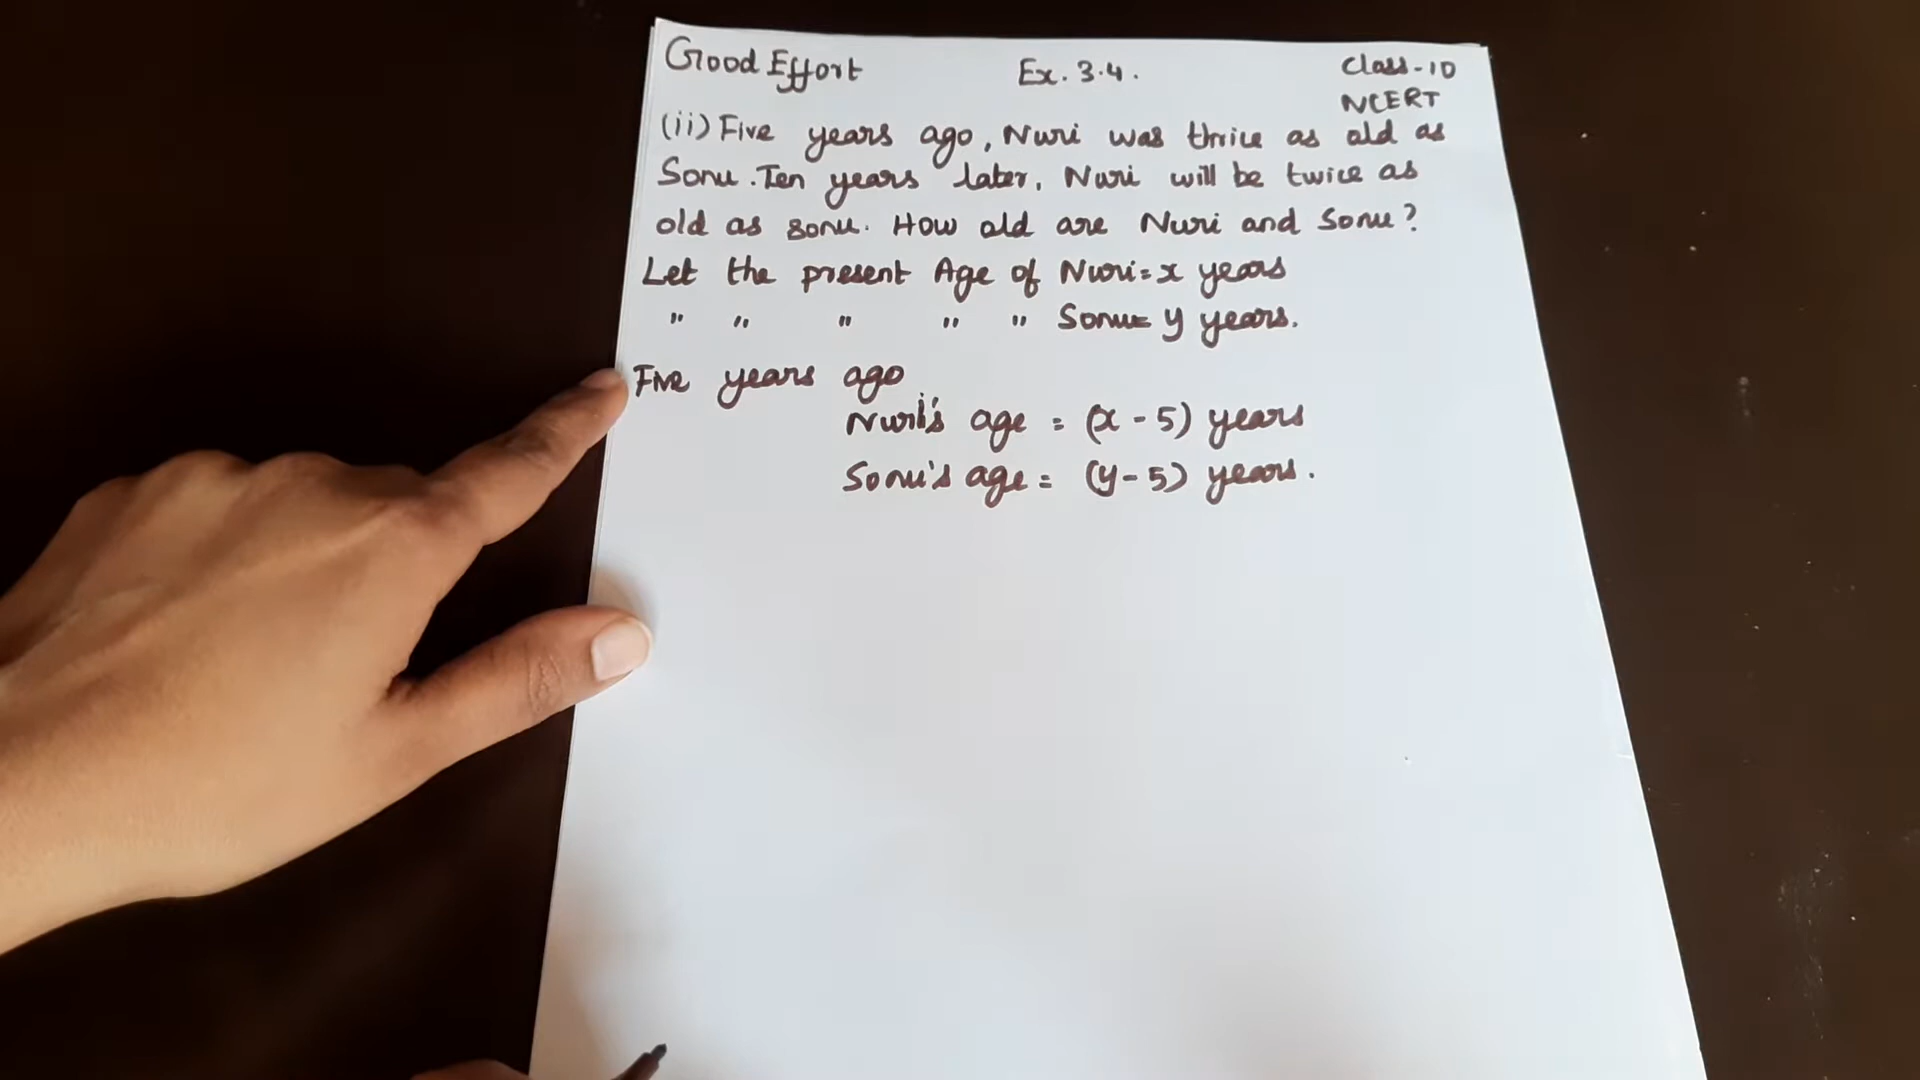 Good Effort Ex. 3.4. Class-10
NCERT
(ii) Five years ago, Nuri was thrice as old as
Sonu. Ten years later, Nuri will be twice as
old as sonu. How old are Nuri and Sonu?
Let the present Age of Nuri = x years
" " " " " Sonu = y years.
Five years ago
Nuri's age = (x - 5) years
Sonu's age = (y - 5) years.